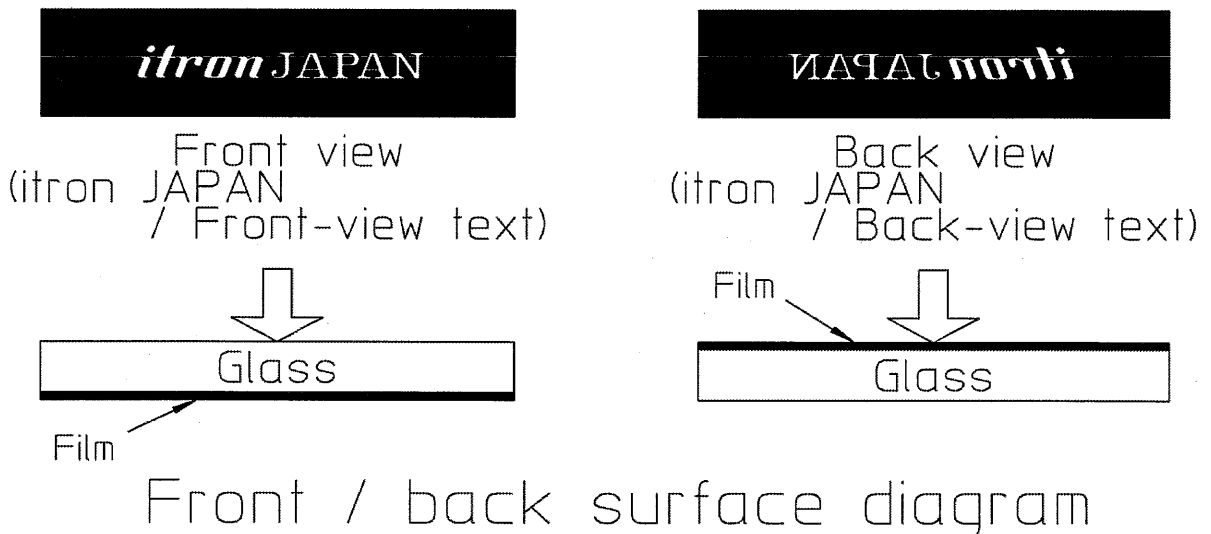 itron JAPAN
Front view
(itron JAPAN
/ Front-view text)
Glass
Film
itron JAPAN
Back view
(itron JAPAN
/ Back-view text)
Film
Glass
Front / back surface diagram